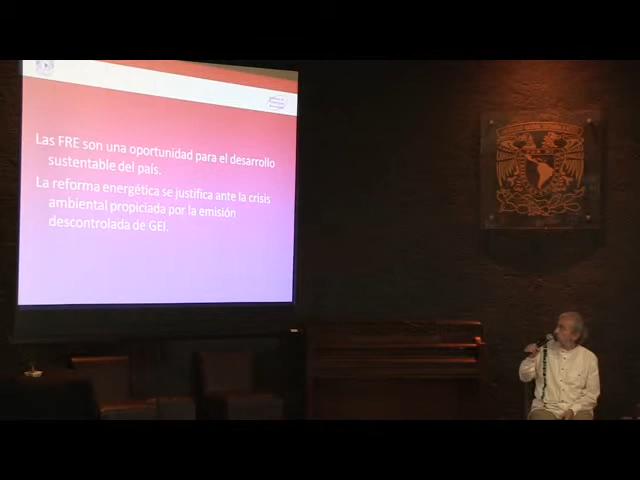 Las FRE son una oportunidad para el desarrollo
sustentable del país.
La reforma energética se justifica ante la crisis
ambiental propiciada por la emisión
descontrolada de GEI.